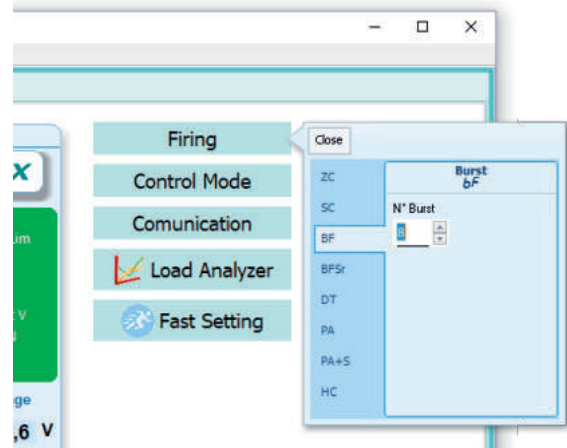 Firing
Control Mode
Comunication
Load Analyzer
Fast Setting
Close
ZC
SC
BF
BFSr
DT
PA
PA+S
HC
Burst
bF
N° Burst
8
x
im
V
ge
,6 V